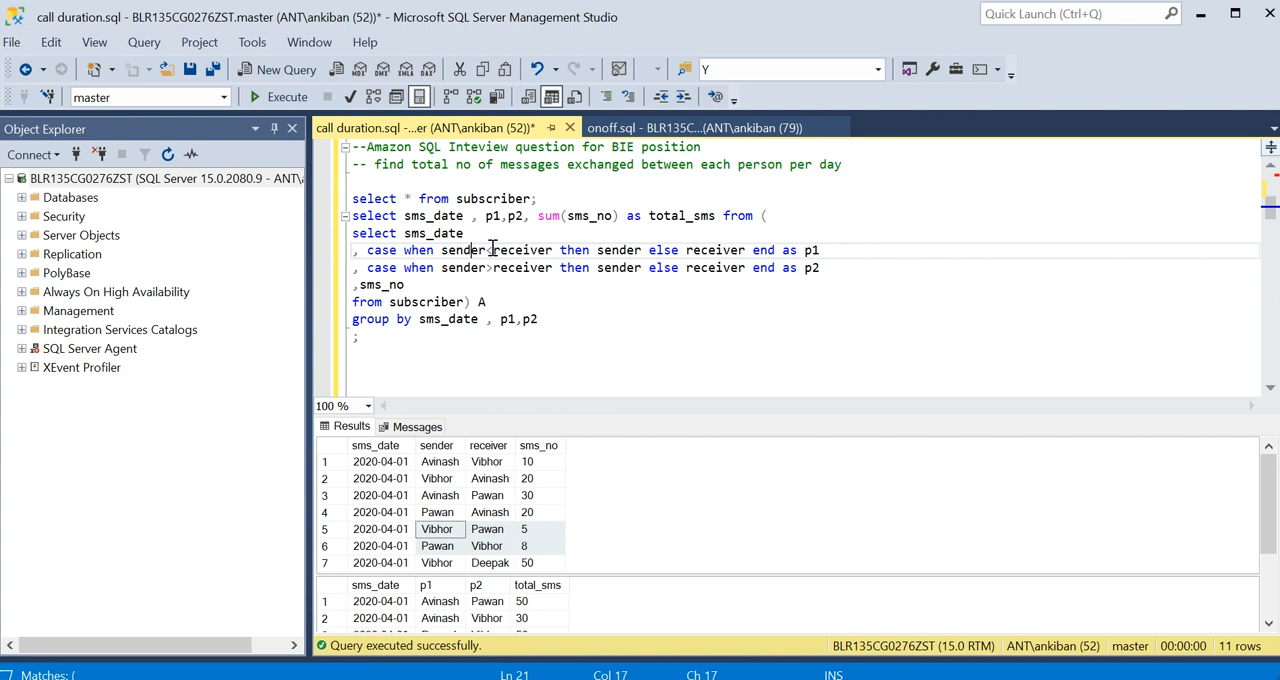 call duration.sql - BLR135CG0276ZST.master (ANT\ankiban (52))* - Microsoft SQL Server Management Studio
Quick Launch (Ctrl+Q)
File Edit View Query Project Tools Window Help
New Query MDX DMX XMLA DAX Y
master Execute
Object Explorer
call duration.sql -...er (ANT\ankiban (52))* onoff.sql - BLR135C...(ANT\ankiban (79))
Connect
BLR135CG0276ZST (SQL Server 15.0.2080.9 - ANT\
Databases
Security
Server Objects
Replication
PolyBase
Always On High Availability
Management
Integration Services Catalogs
SQL Server Agent
XEvent Profiler
--Amazon SQL Inteview question for BIE position
-- find total no of messages exchanged between each person per day
select * from subscriber;
select sms_date , p1,p2, sum(sms_no) as total_sms from (
select sms_date
, case when sender<receiver then sender else receiver end as p1
, case when sender>receiver then sender else receiver end as p2
,sms_no
from subscriber) A
group by sms_date , p1,p2
;
100 %
Results Messages
sms_date sender receiver sms_no
1 2020-04-01 Avinash Vibhor 10
2 2020-04-01 Vibhor Avinash 20
3 2020-04-01 Avinash Pawan 30
4 2020-04-01 Pawan Avinash 20
5 2020-04-01 Vibhor Pawan 5
6 2020-04-01 Pawan Vibhor 8
7 2020-04-01 Vibhor Deepak 50
sms_date p1 p2 total_sms
1 2020-04-01 Avinash Pawan 50
2 2020-04-01 Avinash Vibhor 30
Query executed successfully. BLR135CG0276ZST (15.0 RTM) ANT\ankiban (52) master 00:00:00 11 rows
Matches: ( Ln 21 Col 17 Ch 17 INS